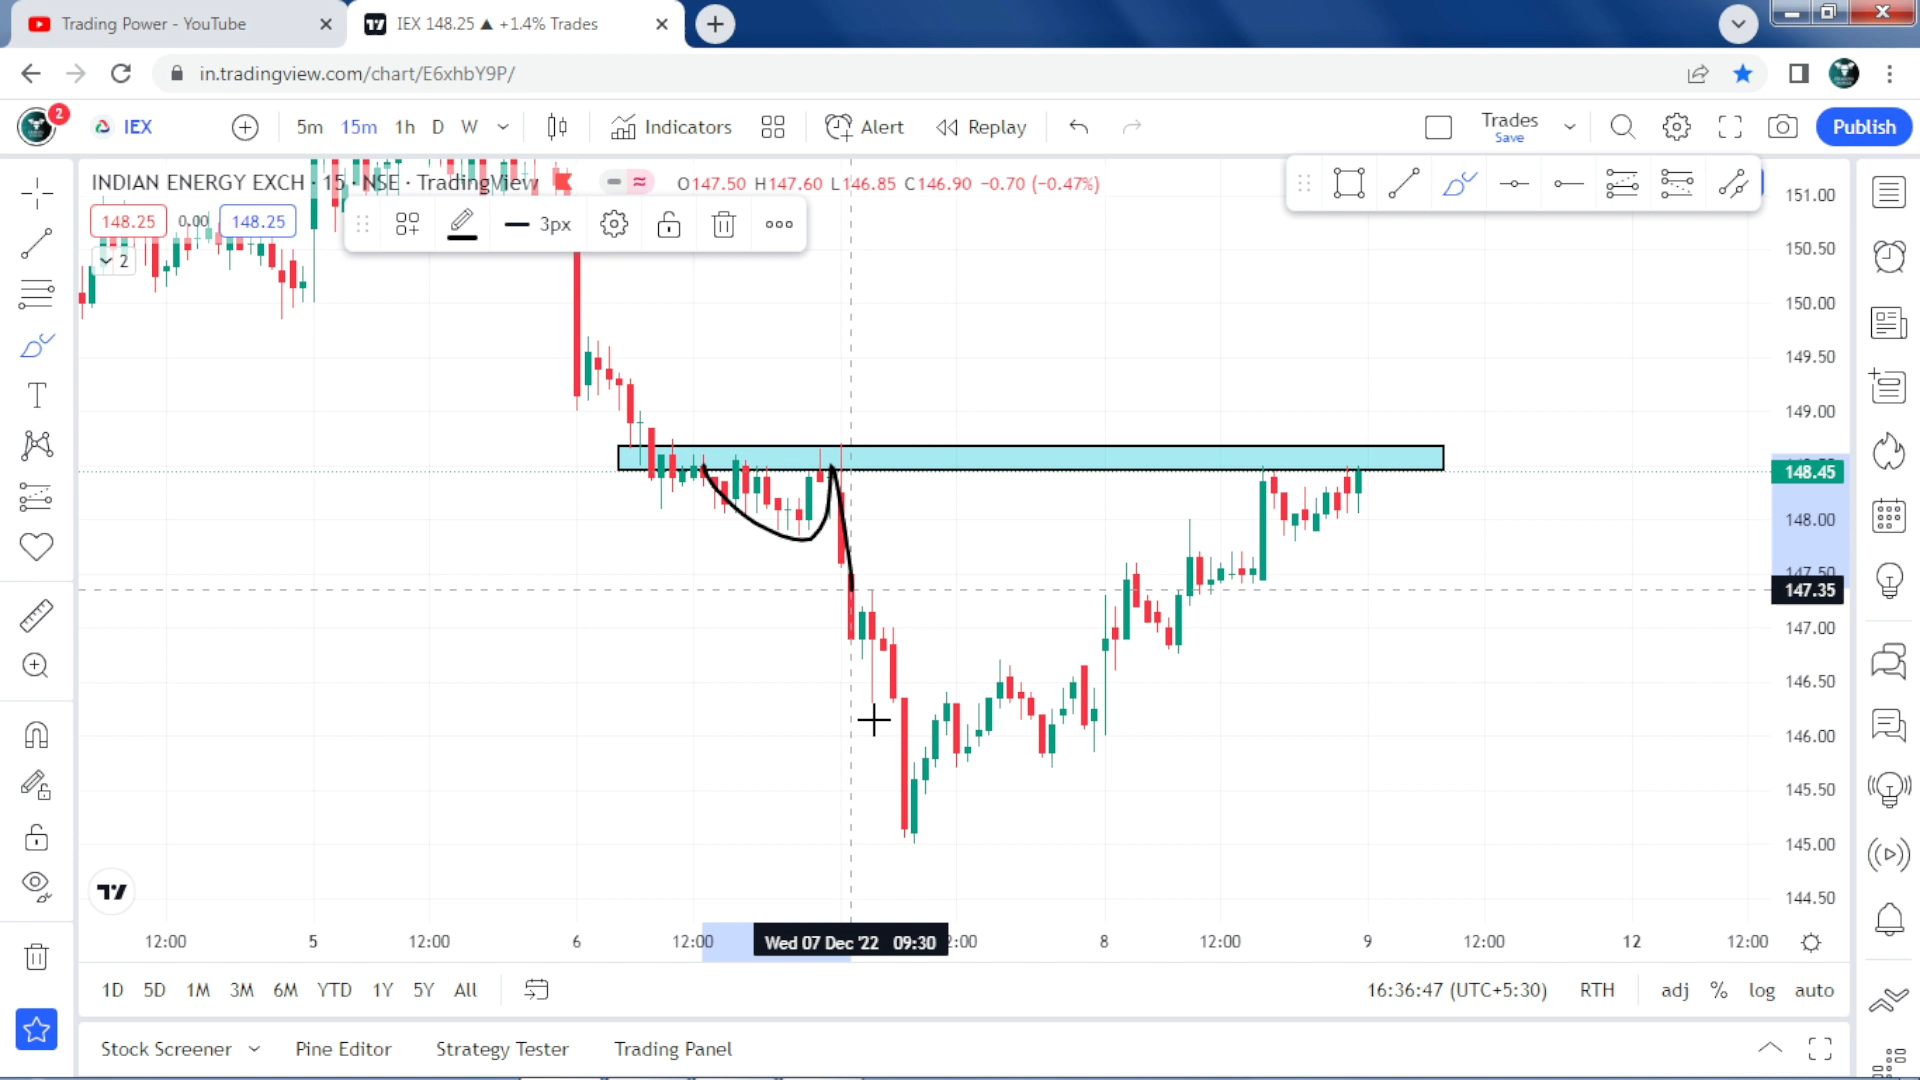 Trading Power - YouTube
IEX 148.25 ▲ +1.4% Trades
in.tradingview.com/chart/E6xhbY9P/
2
IEX
5m 15m 1h D W
Indicators
Alert
Replay
Trades
Save
Publish
INDIAN ENERGY EXCH · 15 · NSE · TradingView
O147.50 H147.60 L146.85 C146.90 −0.70 (−0.47%)
148.25 0.00 148.25
3px
2
151.00
150.50
150.00
149.50
149.00
148.45
148.00
147.50
147.35
147.00
146.50
146.00
145.50
145.00
144.50
12:00 5 12:00 6 12:00 Wed 07 Dec '22 09:30 2:00 8 12:00 9 12:00 12 12:00
1D 5D 1M 3M 6M YTD 1Y 5Y All
16:36:47 (UTC+5:30) RTH adj % log auto
Stock Screener Pine Editor Strategy Tester Trading Panel